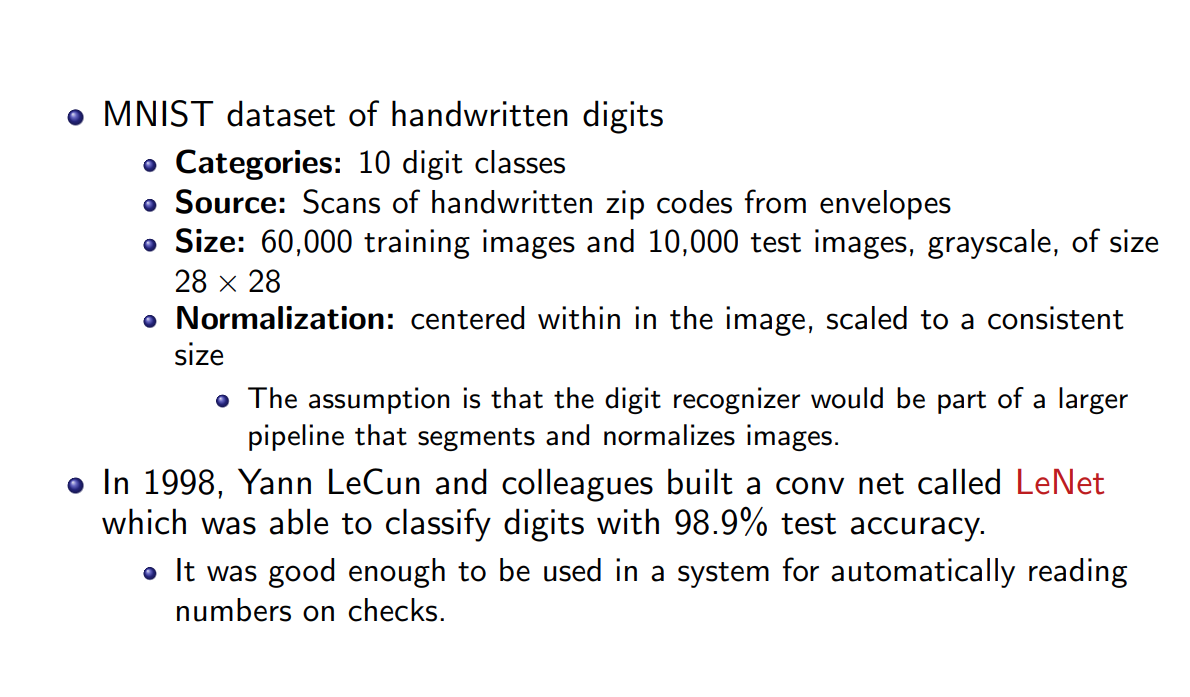 MNIST dataset of handwritten digits
Categories: 10 digit classes
Source: Scans of handwritten zip codes from envelopes
Size: 60,000 training images and 10,000 test images, grayscale, of size
28 × 28
Normalization: centered within in the image, scaled to a consistent
size
The assumption is that the digit recognizer would be part of a larger
pipeline that segments and normalizes images.
In 1998, Yann LeCun and colleagues built a conv net called LeNet
which was able to classify digits with 98.9% test accuracy.
It was good enough to be used in a system for automatically reading
numbers on checks.